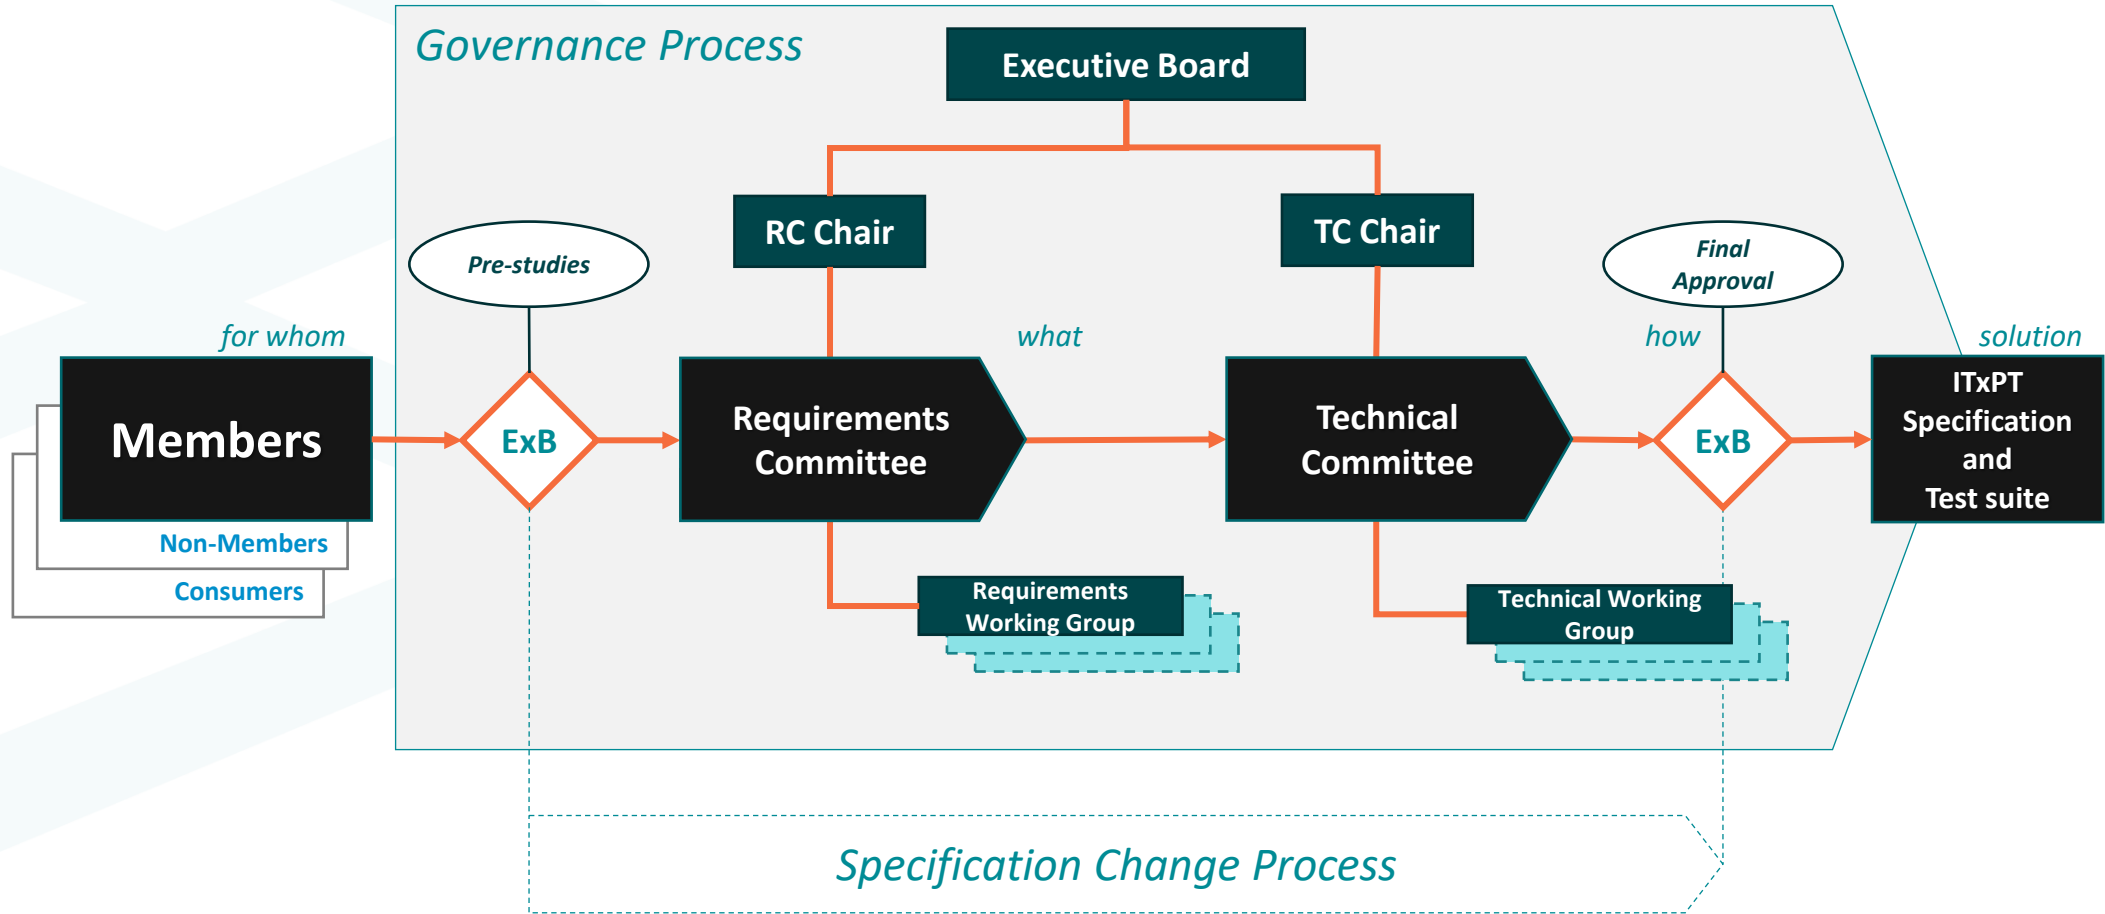 Governance Process
Executive Board
RC Chair
TC Chair
Pre-studies
Final
Approval
for whom
what
how
solution
Members
ExB
Requirements
Committee
Technical
Committee
ExB
ITxPT
Specification
and
Test suite
Non-Members
Consumers
Requirements
Working Group
Technical Working
Group
Specification Change Process